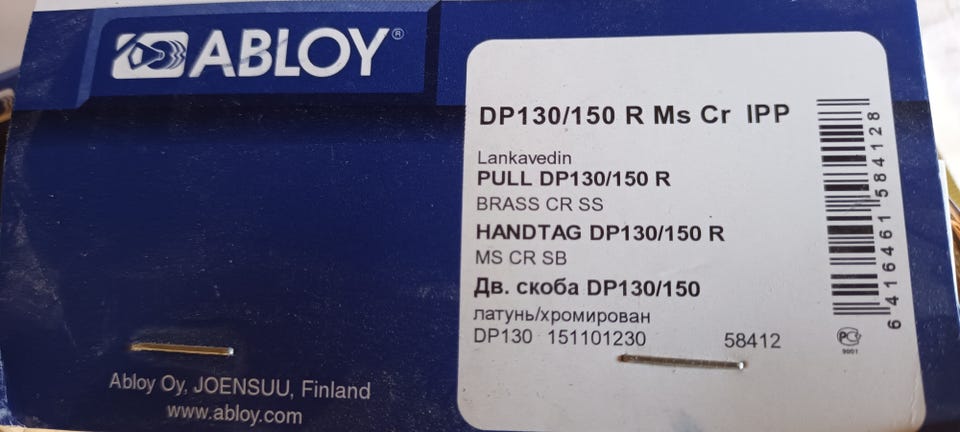 ABLOY®
DP130/150 R Ms Cr IPP
Lankavedin
PULL DP130/150 R
BRASS CR SS
HANDTAG DP130/150 R
MS CR SB
Дв. скоба DP130/150
латунь/хромирован
DP130 151101230 58412
6 416461 584128
PC
9001
Abloy Oy, JOENSUU, Finland
www.abloy.com